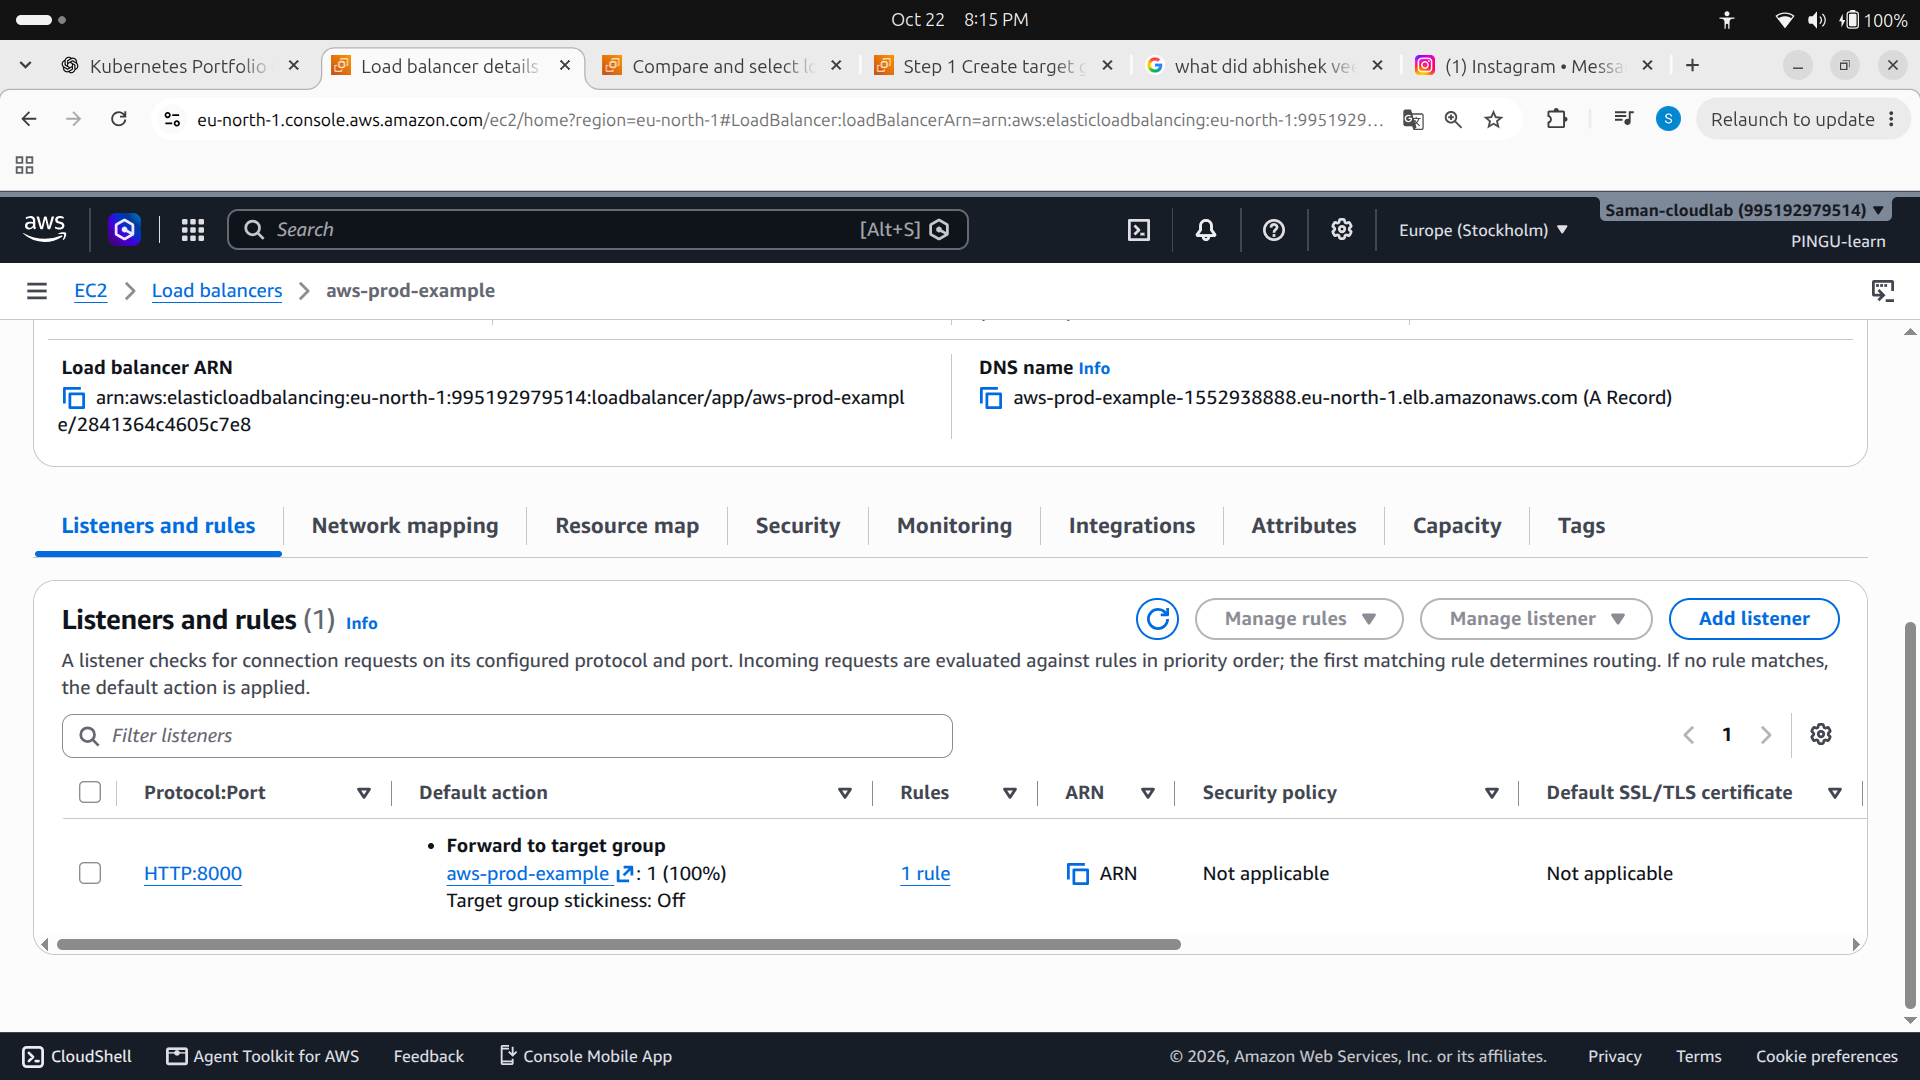 Oct 22 8:15 PM
100%
Kubernetes Portfolio
Load balancer details
Compare and select lo
Step 1 Create target g
what did abhishek vee
(1) Instagram • Messa
eu-north-1.console.aws.amazon.com/ec2/home?region=eu-north-1#LoadBalancer:loadBalancerArn=arn:aws:elasticloadbalancing:eu-north-1:9951929...
S
Relaunch to update
aws
Search
[Alt+S]
Europe (Stockholm)
Saman-cloudlab (995192979514)
PINGU-learn
EC2
Load balancers
aws-prod-example
Load balancer ARN
arn:aws:elasticloadbalancing:eu-north-1:995192979514:loadbalancer/app/aws-prod-exampl
e/2841364c4605c7e8
DNS name Info
aws-prod-example-1552938888.eu-north-1.elb.amazonaws.com (A Record)
Listeners and rules
Network mapping
Resource map
Security
Monitoring
Integrations
Attributes
Capacity
Tags
Listeners and rules (1) Info
Manage rules
Manage listener
Add listener
A listener checks for connection requests on its configured protocol and port. Incoming requests are evaluated against rules in priority order; the first matching rule determines routing. If no rule matches,
the default action is applied.
Filter listeners
1
Protocol:Port
Default action
Rules
ARN
Security policy
Default SSL/TLS certificate
HTTP:8000
• Forward to target group
aws-prod-example : 1 (100%)
Target group stickiness: Off
1 rule
ARN
Not applicable
Not applicable
CloudShell
Agent Toolkit for AWS
Feedback
Console Mobile App
© 2026, Amazon Web Services, Inc. or its affiliates.
Privacy
Terms
Cookie preferences